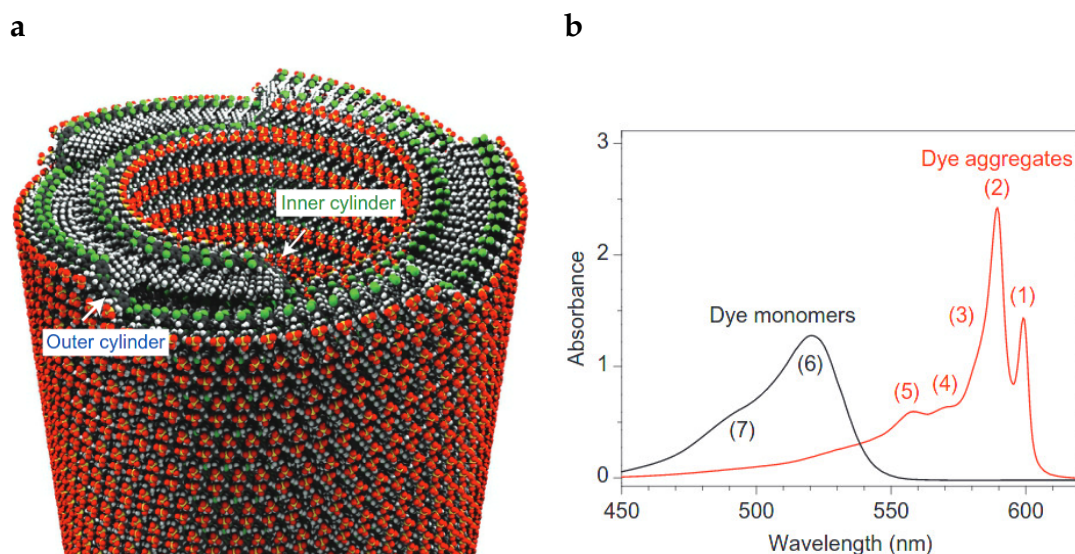 a
b
Inner cylinder
Outer cylinder
3
2
1
0
Absorbance
Dye aggregates
(2)
(1)
(3)
(4)
(5)
Dye monomers
(6)
(7)
450
500
550
600
Wavelength (nm)